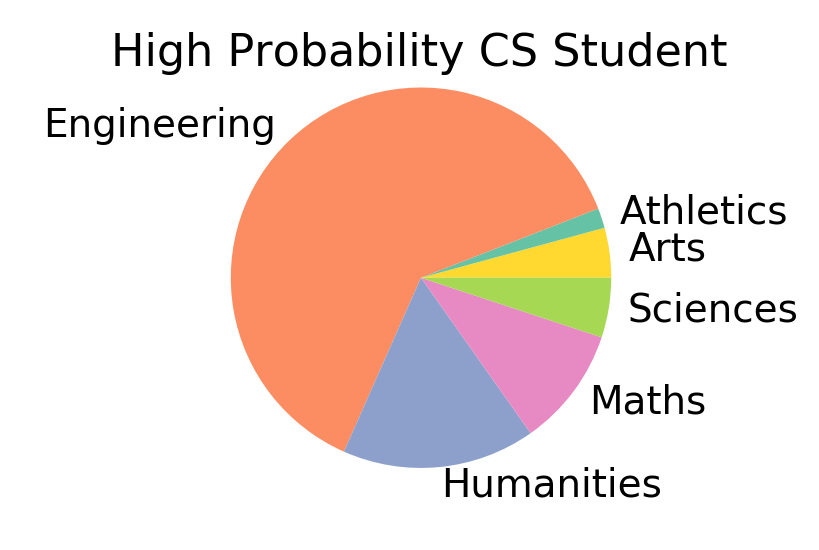 High Probability CS Student
Engineering
Athletics
Arts
Sciences
Maths
Humanities